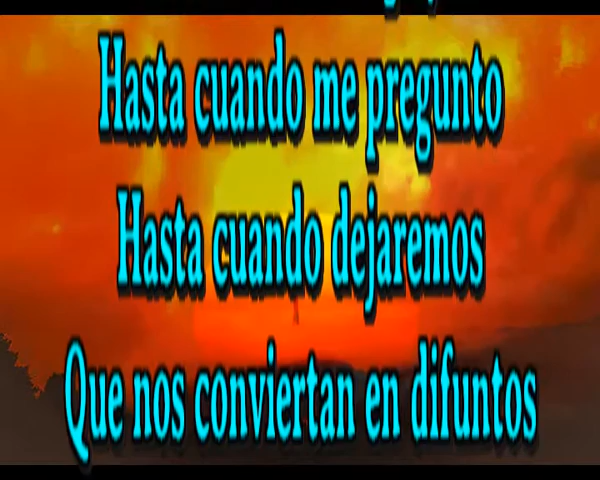 Hasta cuando me pregunto
Hasta cuando dejaremos
Que nos conviertan en difuntos